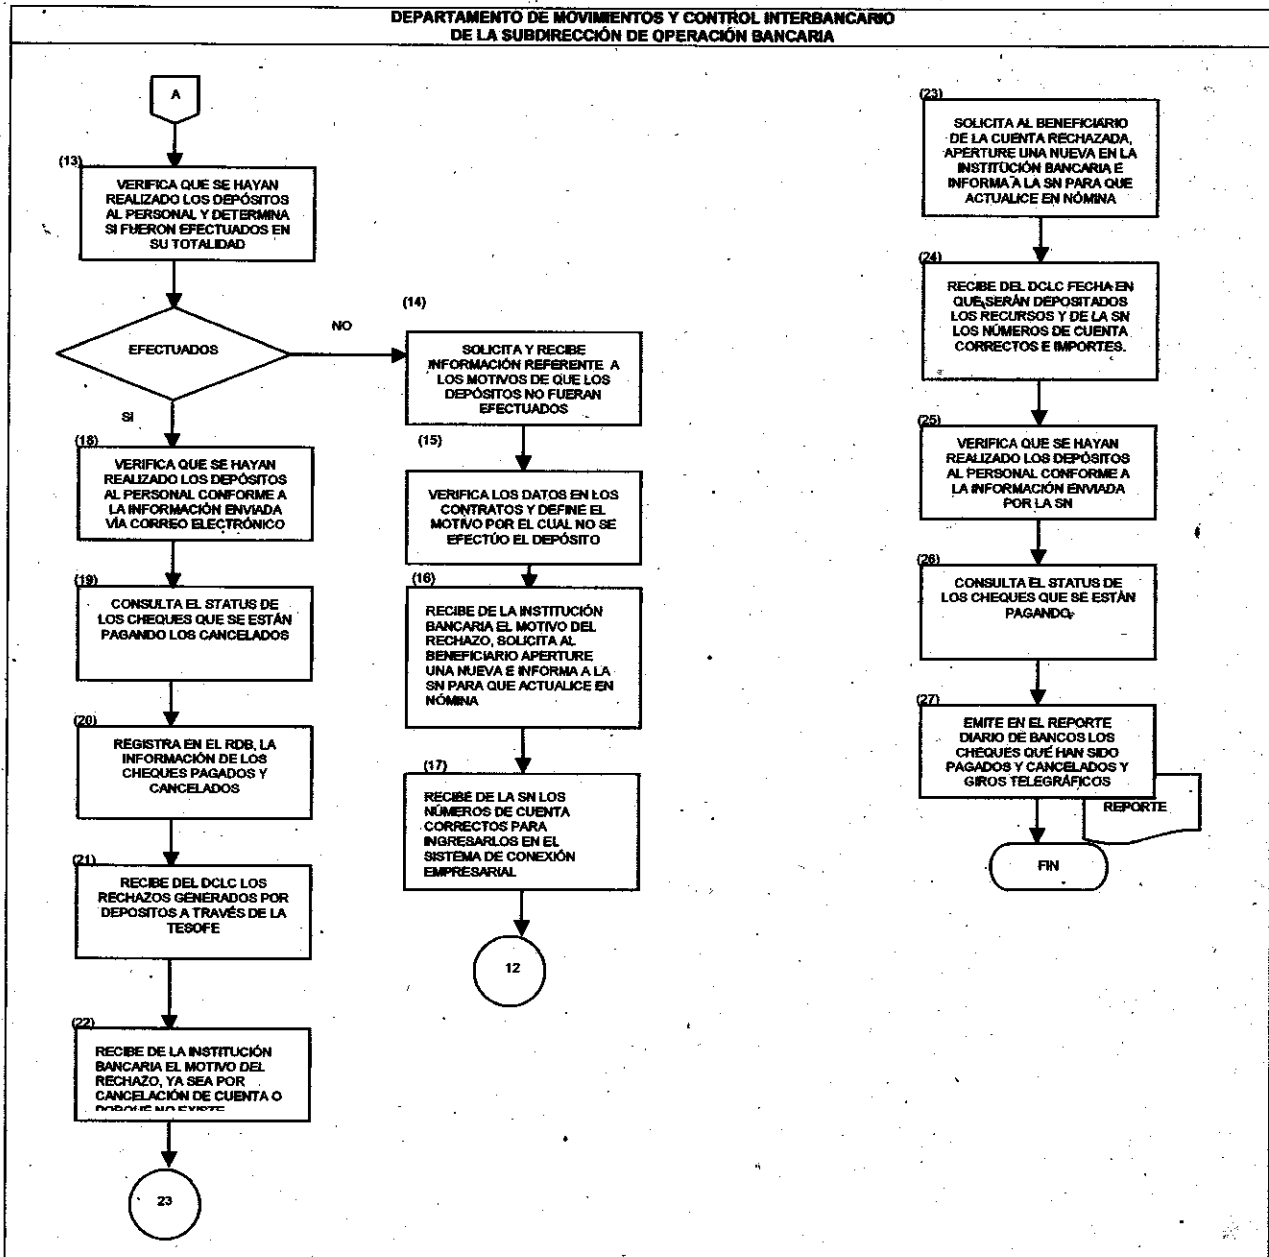 DEPARTAMENTO DE MOVIMIENTOS Y CONTROL INTERBANCARIO
DE LA SUBDIRECCIÓN DE OPERACIÓN BANCARIA
A
(13)
VERIFICA QUE SE HAYAN
REALIZADO LOS DEPÓSITOS
AL PERSONAL Y DETERMINA
SI FUERON EFECTUADOS EN
SU TOTALIDAD
EFECTUADOS
NO
SI
(18)
VERIFICA QUE SE HAYAN
REALIZADO LOS DEPÓSITOS
AL PERSONAL CONFORME A
LA INFORMACIÓN ENVIADA
VÍA CORREO ELECTRÓNICO
(19)
CONSULTA EL STATUS DE
LOS CHEQUES QUE SE ESTÁN
PAGANDO LOS CANCELADOS
(20)
REGISTRA EN EL RDB, LA
INFORMACIÓN DE LOS
CHEQUES PAGADOS Y
CANCELADOS
(21)
RECIBE DEL DCLC LOS
RECHAZOS GENERADOS POR
DEPOSITOS A TRAVÉS DE LA
TESOFE
(22)
RECIBE DE LA INSTITUCIÓN
BANCARIA EL MOTIVO DEL
RECHAZO, YA SEA POR
CANCELACIÓN DE CUENTA O
PORQUE NO EXISTE
23
(14)
SOLICITA Y RECIBE
INFORMACIÓN REFERENTE A
LOS MOTIVOS DE QUE LOS
DEPÓSITOS NO FUERAN
EFECTUADOS
(15)
VERIFICA LOS DATOS EN LOS
CONTRATOS Y DEFINE EL
MOTIVO POR EL CUAL NO SE
EFECTÚO EL DEPÓSITO
(16)
RECIBE DE LA INSTITUCIÓN
BANCARIA EL MOTIVO DEL
RECHAZO, SOLICITA AL
BENEFICIARIO APERTURE
UNA NUEVA E INFORMA A LA
SN PARA QUE ACTUALICE EN
NÓMINA
(17)
RECIBE DE LA SN LOS
NÚMEROS DE CUENTA
CORRECTOS PARA
INGRESARLOS EN EL
SISTEMA DE CONEXIÓN
EMPRESARIAL
12
(23)
SOLICITA AL BENEFICIARIO
DE LA CUENTA RECHAZADA,
APERTURE UNA NUEVA EN LA
INSTITUCIÓN BANCARIA E
INFORMA A LA SN PARA QUE
ACTUALICE EN NÓMINA
(24)
RECIBE DEL DCLC FECHA EN
QUE SERÁN DEPOSITADOS
LOS RECURSOS Y DE LA SN
LOS NÚMEROS DE CUENTA
CORRECTOS E IMPORTES.
(25)
VERIFICA QUE SE HAYAN
REALIZADO LOS DEPÓSITOS
AL PERSONAL CONFORME A
LA INFORMACIÓN ENVIADA
POR LA SN
(26)
CONSULTA EL STATUS DE
LOS CHEQUES QUE SE ESTÁN
PAGANDO.
(27)
EMITE EN EL REPORTE
DIARIO DE BANCOS LOS
CHEQUES QUE HAN SIDO
PAGADOS Y CANCELADOS Y
GIROS TELEGRÁFICOS
REPORTE
FIN